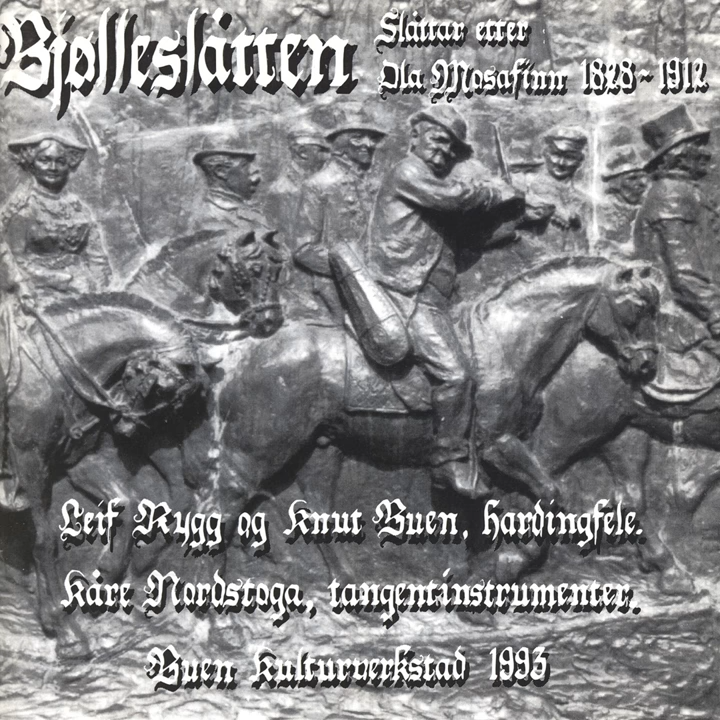 Bjølleslåtten
Slåttar etter
Ola Mosafinn 1828-1912
Leif Rygg og Knut Buen, hardingfele.
Kåre Nordstoga, tangentinstrumenter.
Buen Kulturverkstad 1993